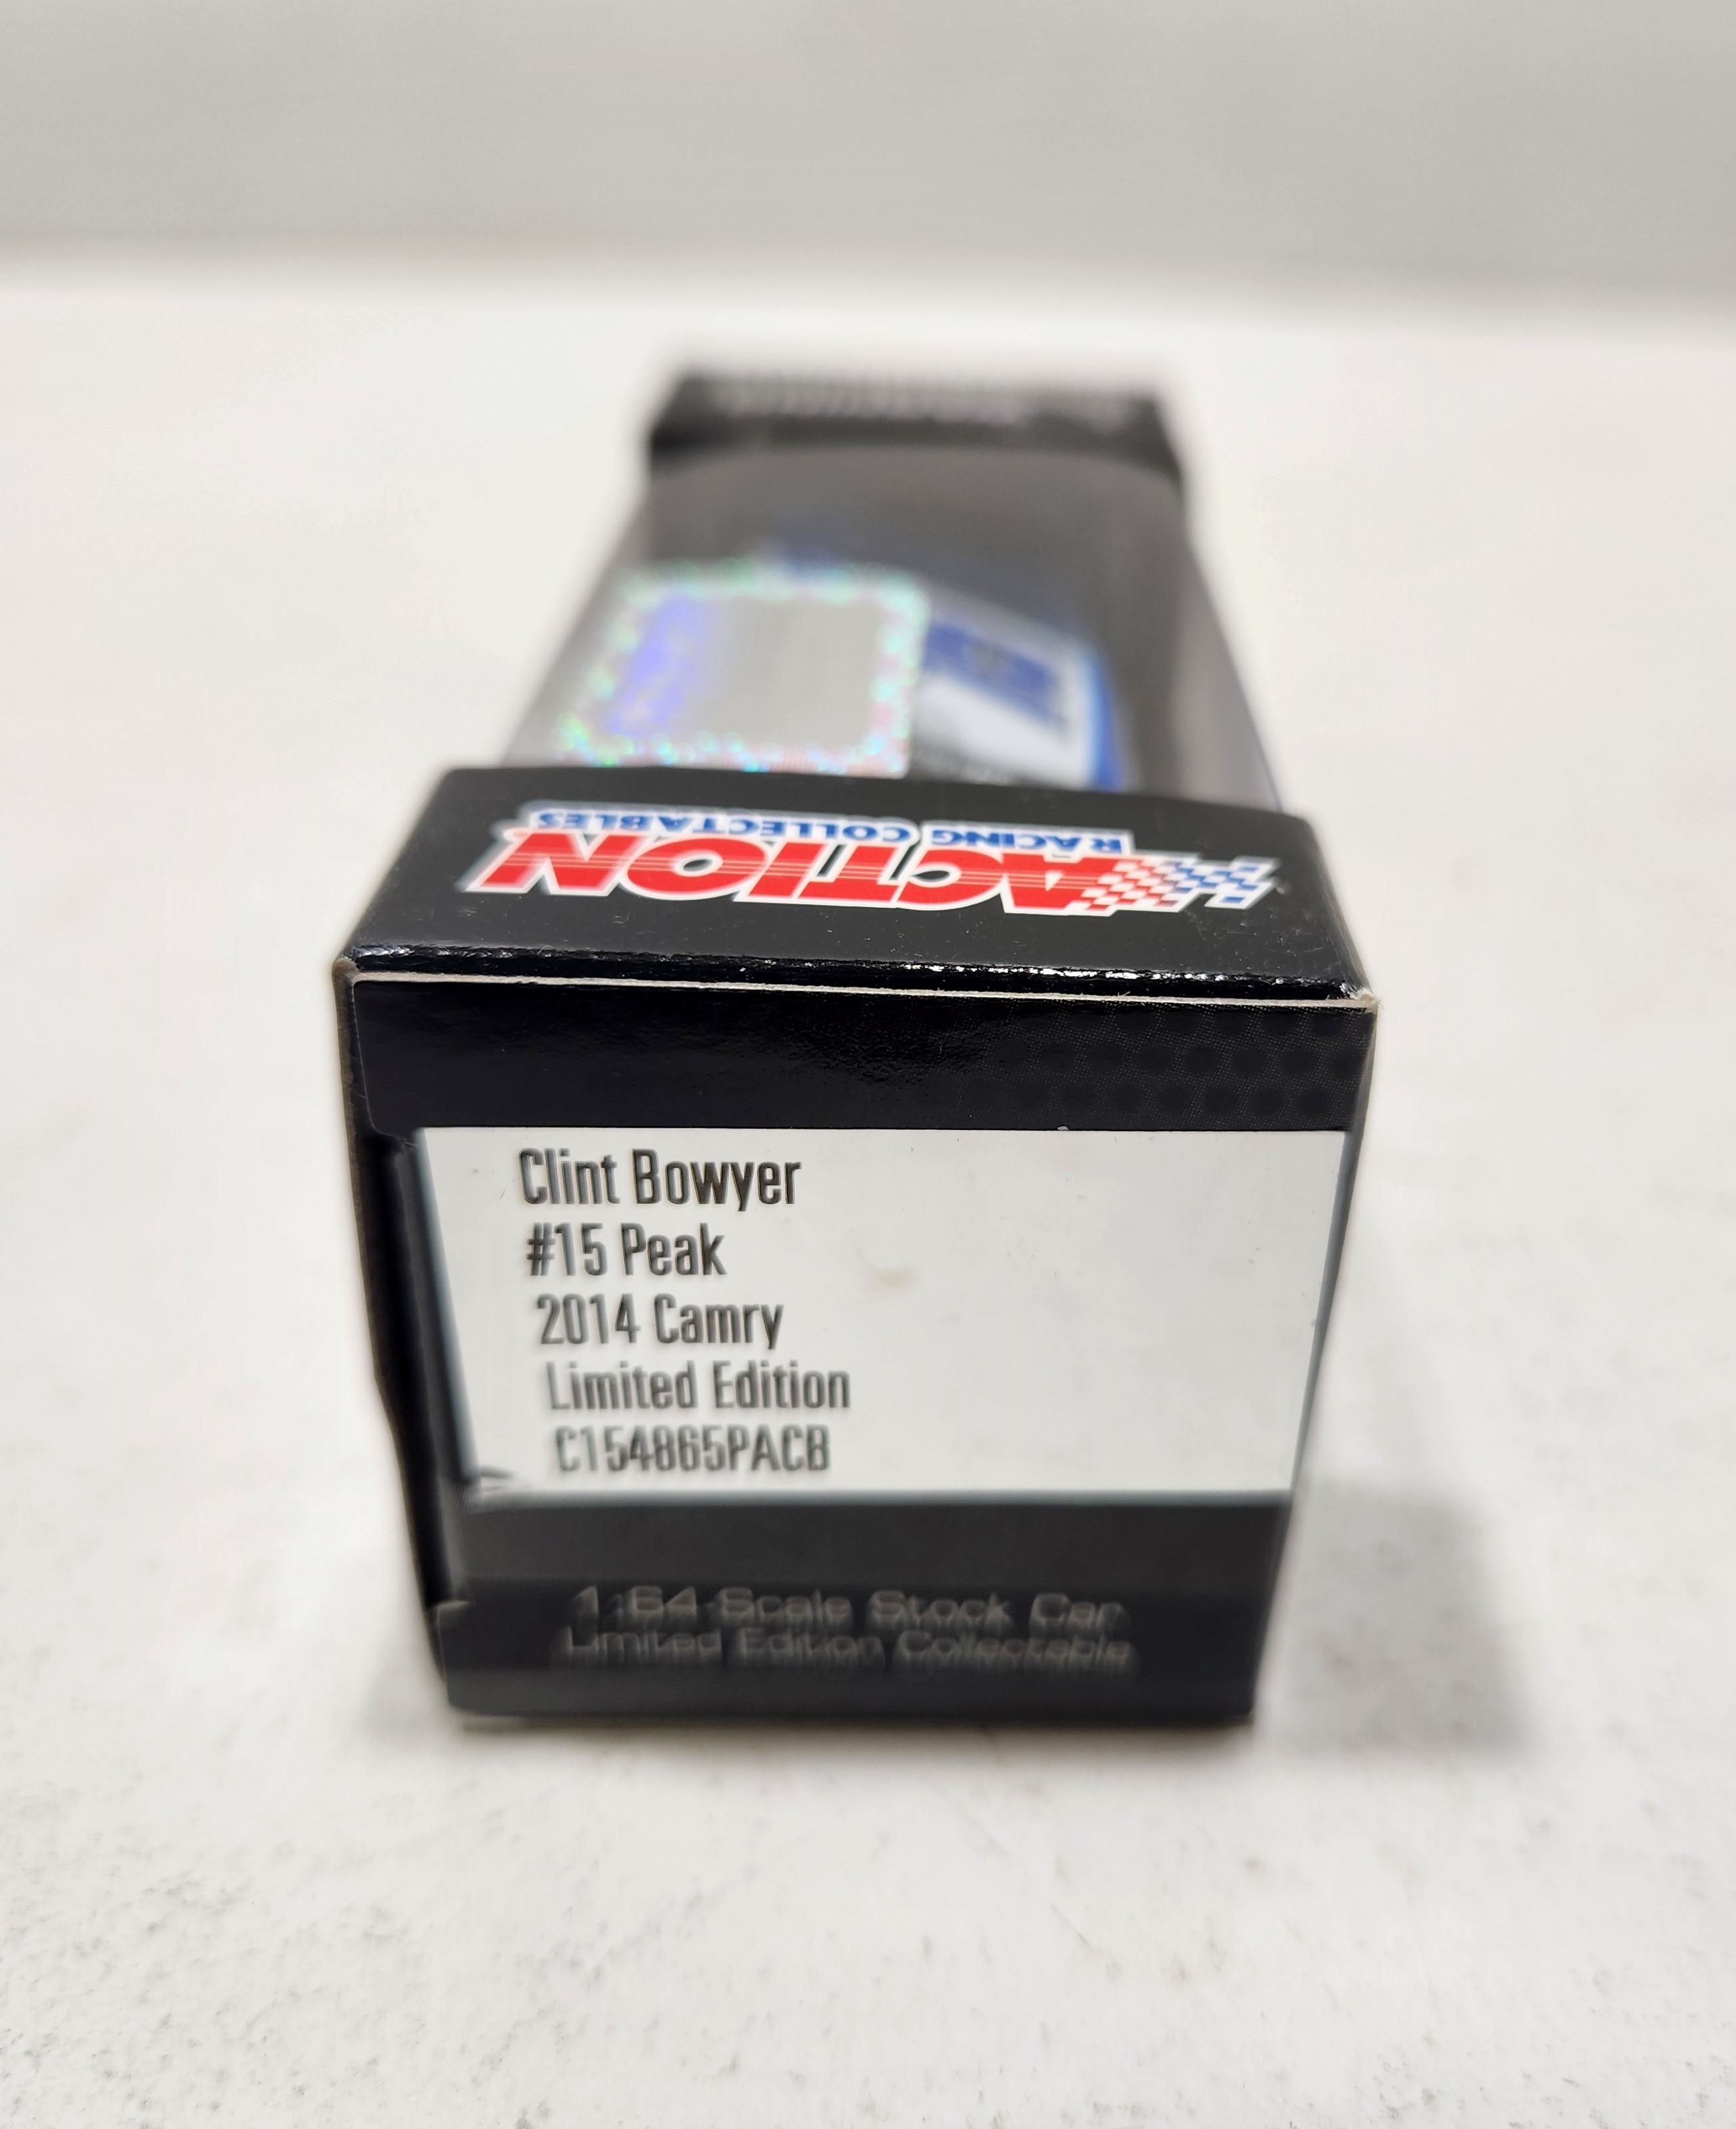 ACTION
RACING COLLECTABLES
Clint Bowyer
#15 Peak
2014 Camry
Limited Edition
C154865PACB
1:64 Scale Stock Car
Limited Edition Collectable